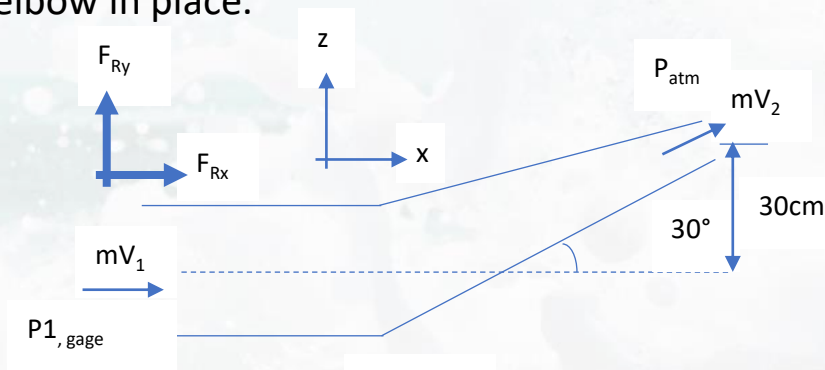 elbow in place.
z
F_Ry
P_atm
mV_2
x
F_Rx
30cm
30°
mV_1
P1,gage